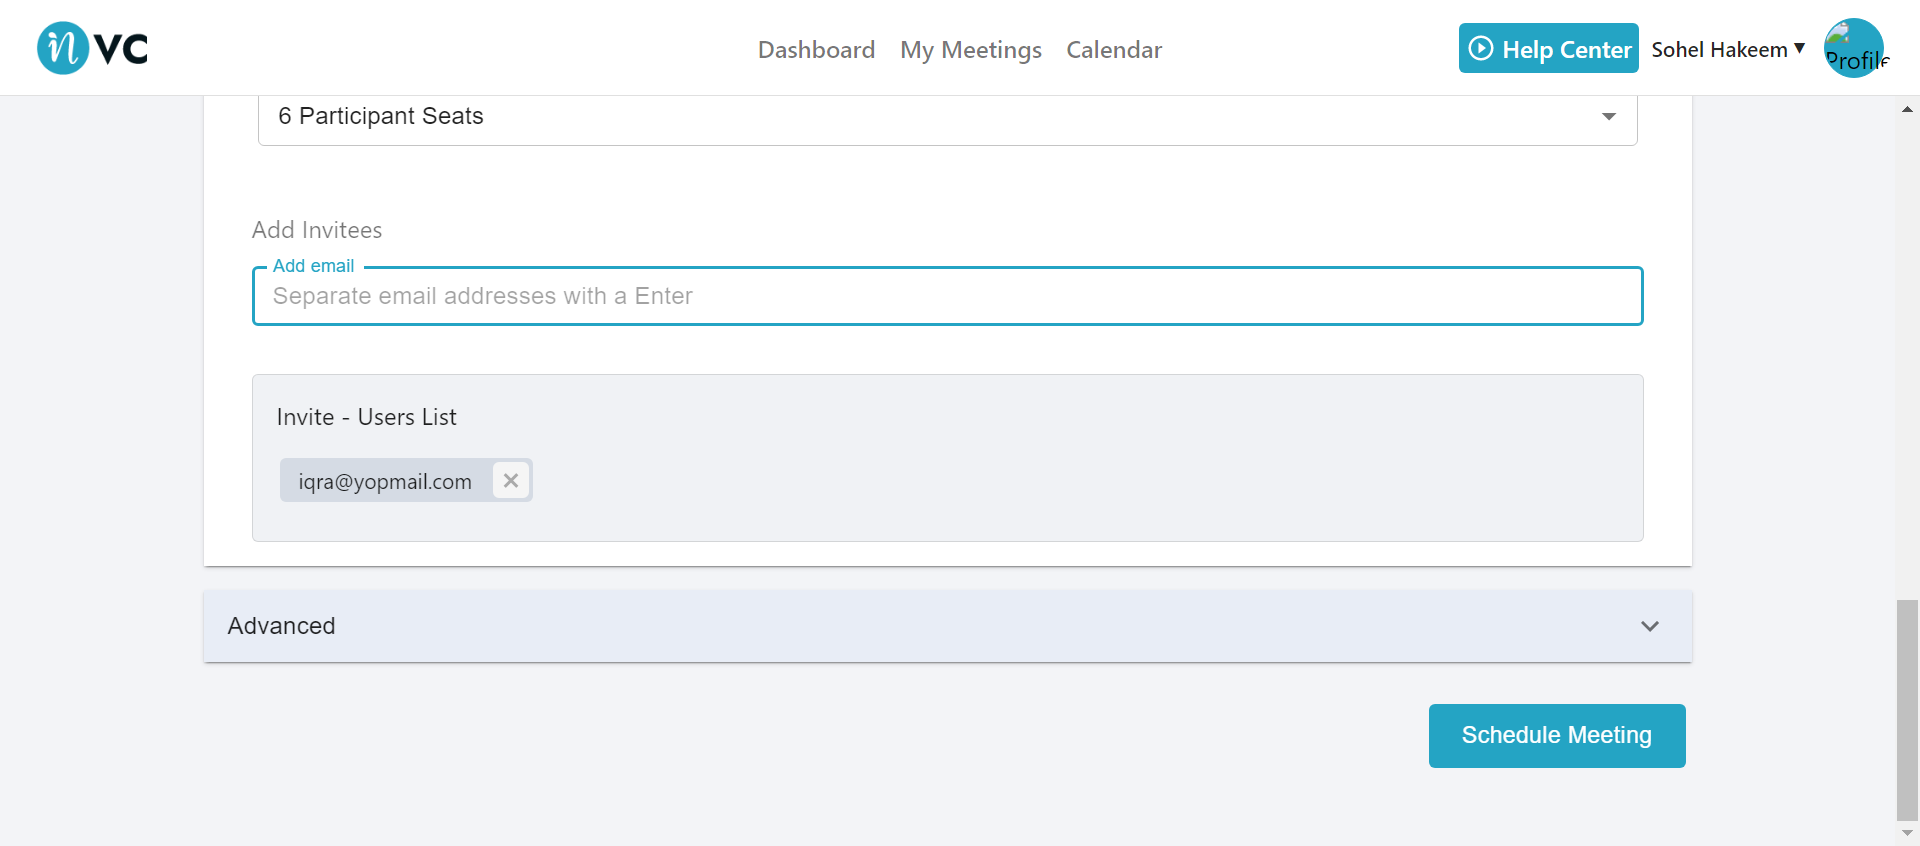 n VC
Dashboard My Meetings Calendar
Help Center
Sohel Hakeem
Profile
6 Participant Seats
Add Invitees
Add email
Separate email addresses with a Enter
Invite - Users List
iqra@yopmail.com
Advanced
Schedule Meeting